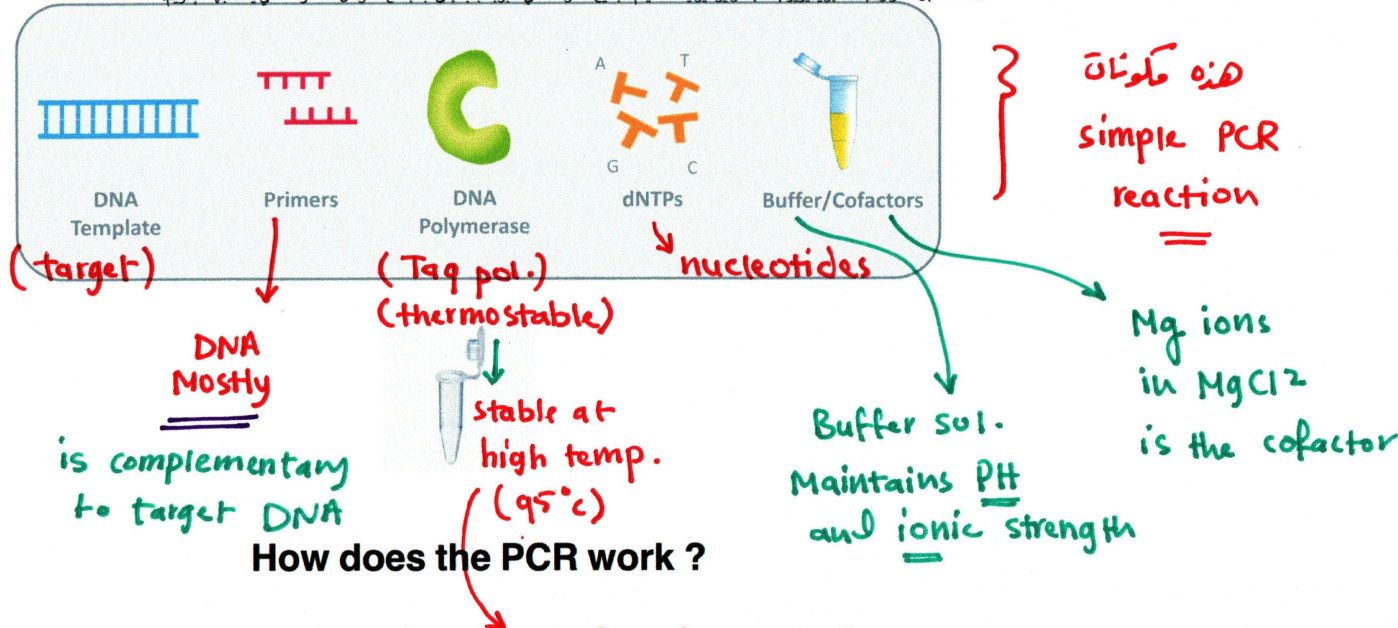 A T
G C
DNA
Template
Primers
DNA
Polymerase
dNTPs
Buffer/Cofactors
هذه مكونات
simple PCR
reaction
(target)
(Taq pol.)
(thermostable)
nucleotides
DNA
Mostly
is complementary
to target DNA
stable at
high temp.
(95°c)
Buffer sol.
Maintains PH
and ionic strength
Mg ions
in MgCl2
is the cofactor
How does the PCR work ?